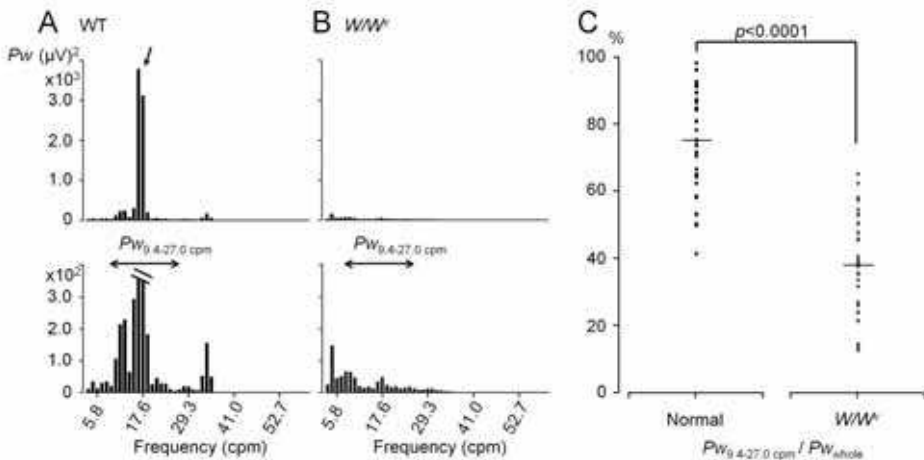 A WT
B W/Wᵛ
C
Pw (μV)²
x10³
3.0
2.0
1.0
0
Pw9.4-27.0 cpm
Pw9.4-27.0 cpm
x10²
3.0
2.0
1.0
0
5.8 17.6 29.3 41.0 52.7
5.8 17.6 29.3 41.0 52.7
Frequency (cpm)
Frequency (cpm)
%
p<0.0001
100
80
60
40
20
0
Normal W/Wᵛ
Pw9.4-27.0 cpm / Pwwhole